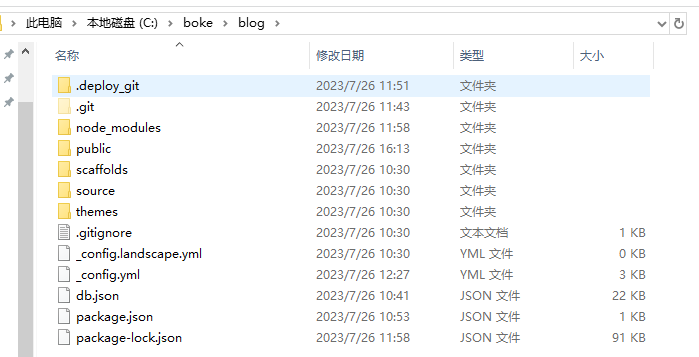 此电脑 › 本地磁盘 (C:) › boke › blog ›
名称 修改日期 类型 大小
.deploy_git 2023/7/26 11:51 文件夹
.git 2023/7/26 11:43 文件夹
node_modules 2023/7/26 11:58 文件夹
public 2023/7/26 16:13 文件夹
scaffolds 2023/7/26 10:30 文件夹
source 2023/7/26 10:30 文件夹
themes 2023/7/26 10:30 文件夹
.gitignore 2023/7/26 10:30 文本文档 1 KB
_config.landscape.yml 2023/7/26 10:30 YML 文件 0 KB
_config.yml 2023/7/26 12:27 YML 文件 3 KB
db.json 2023/7/26 10:41 JSON 文件 22 KB
package.json 2023/7/26 10:53 JSON 文件 1 KB
package-lock.json 2023/7/26 11:58 JSON 文件 91 KB